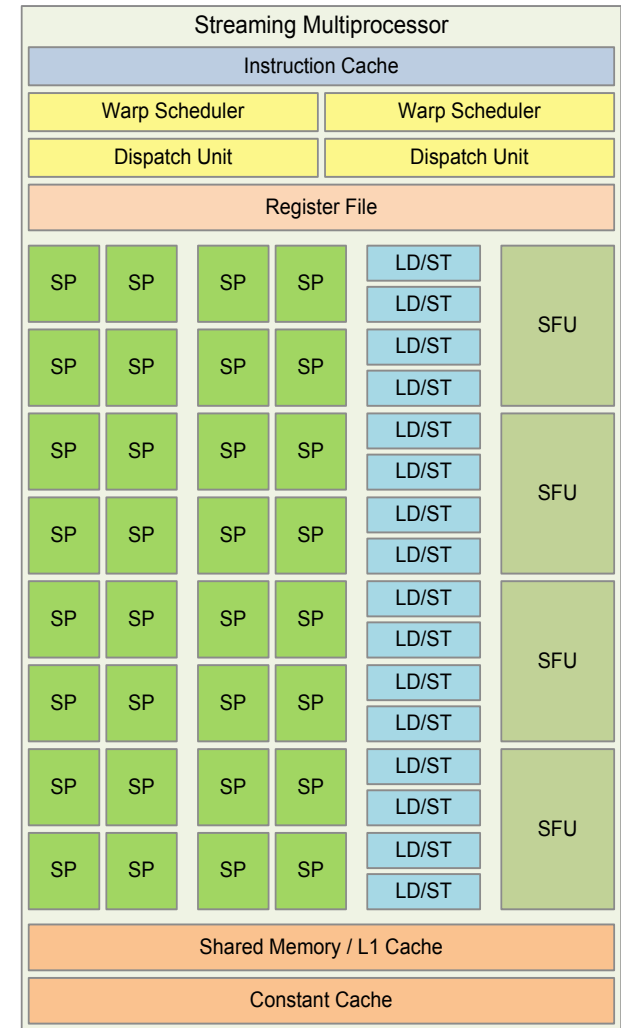 Streaming Multiprocessor
Instruction Cache
Warp Scheduler Warp Scheduler
Dispatch Unit Dispatch Unit
Register File
LD/ST
SP SP SP SP
LD/ST
SFU
LD/ST
SP SP SP SP
LD/ST
LD/ST
SP SP SP SP
LD/ST
SFU
LD/ST
SP SP SP SP
LD/ST
LD/ST
SP SP SP SP
LD/ST
SFU
LD/ST
SP SP SP SP
LD/ST
LD/ST
SP SP SP SP
LD/ST
SFU
LD/ST
SP SP SP SP
LD/ST
Shared Memory / L1 Cache
Constant Cache